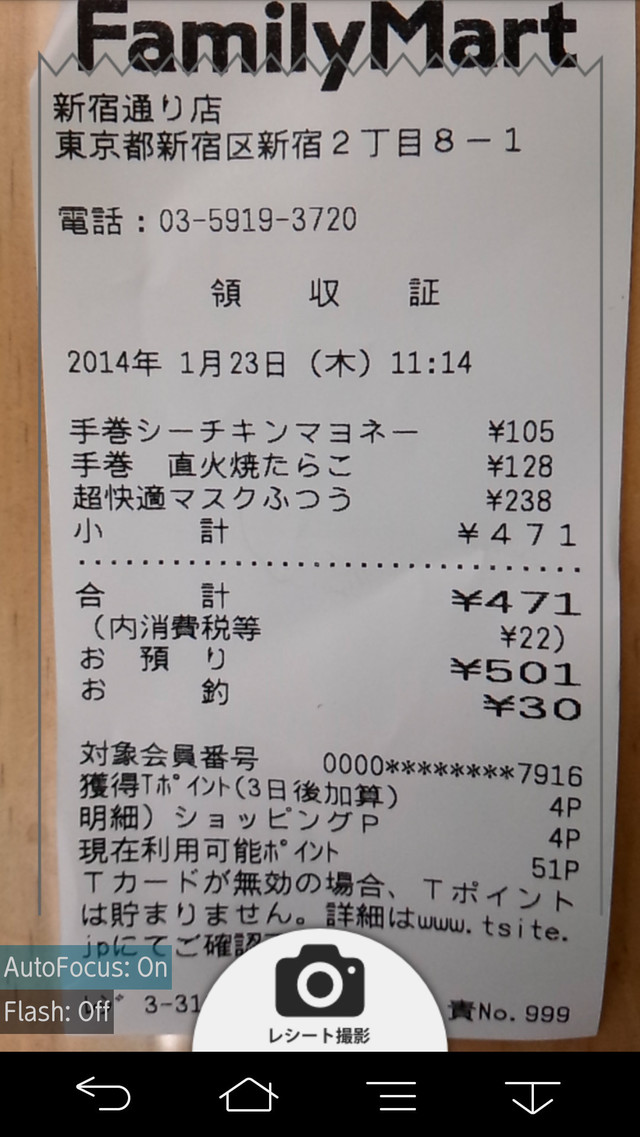 FamilyMart
新宿通り店
東京都新宿区新宿2丁目8-1
電話：03-5919-3720
領 収 証
2014年 1月23日（木）11:14
手巻シーチキンマヨネー ¥105
手巻 直火焼たらこ ¥128
超快適マスクふつう ¥238
小 計 ¥471
合 計 ¥471
（内消費税等 ¥22）
お 預 り ¥501
お 釣 ¥30
対象会員番号 0000********7916
獲得Tﾎﾟｲﾝﾄ(3日後加算) 4P
明細）ショッピングP 4P
現在利用可能ﾎﾟｲﾝﾄ 51P
Tカードが無効の場合、Tポイント
は貯まりません。詳細はwww.tsite.
jpにてご確認
AutoFocus: On
Flash: Off
3-31 責No.999
レシート撮影